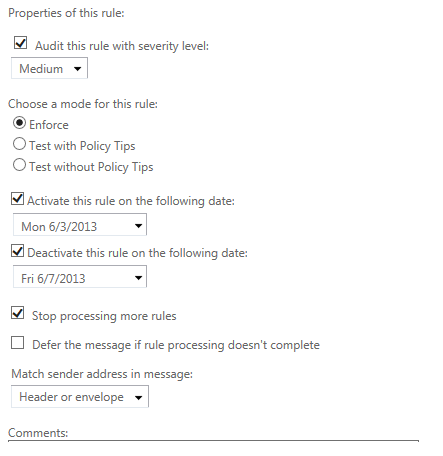 Properties of this rule:
Audit this rule with severity level:
Medium
Choose a mode for this rule:
Enforce
Test with Policy Tips
Test without Policy Tips
Activate this rule on the following date:
Mon 6/3/2013
Deactivate this rule on the following date:
Fri 6/7/2013
Stop processing more rules
Defer the message if rule processing doesn't complete
Match sender address in message:
Header or envelope
Comments: